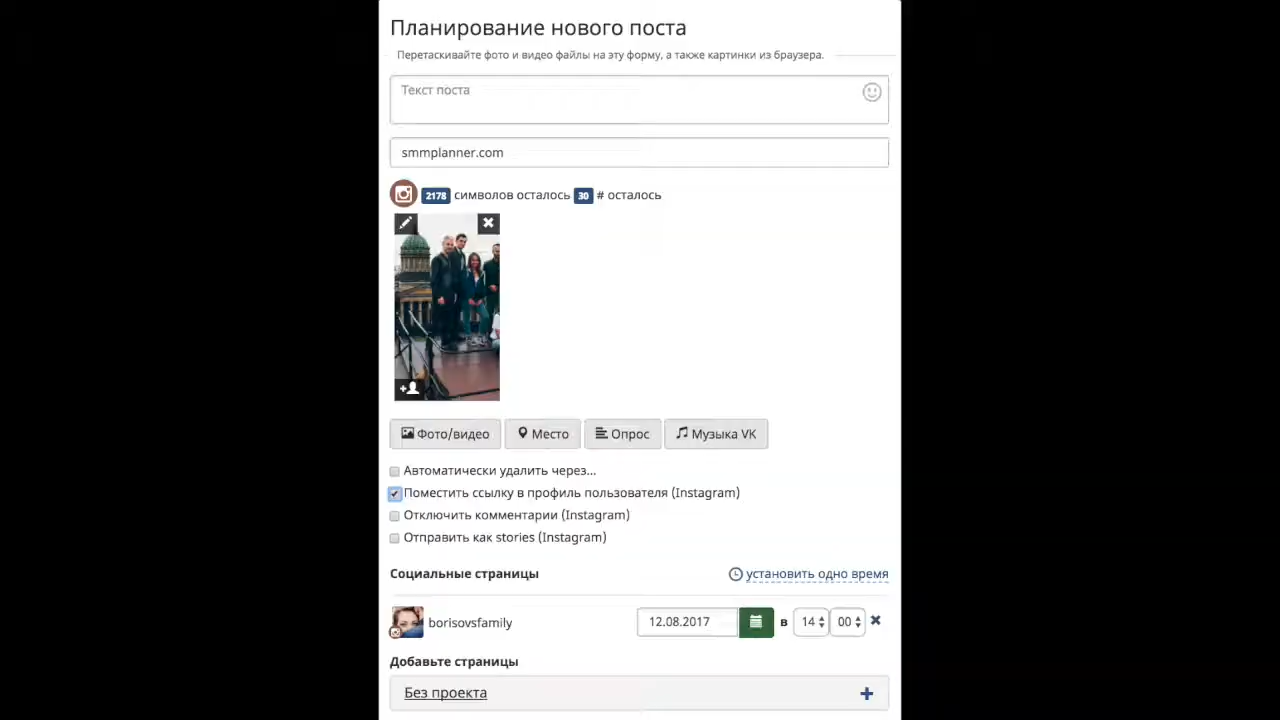 Планирование нового поста
Перетаскивайте фото и видео файлы на эту форму, а также картинки из браузера.
Текст поста
smmplanner.com
2178 символов осталось 30 # осталось
Фото/видео Место Опрос Музыка VK
Автоматически удалить через...
Поместить ссылку в профиль пользователя (Instagram)
Отключить комментарии (Instagram)
Отправить как stories (Instagram)
Социальные страницы установить одно время
borisovsfamily 12.08.2017 в 14 00
Добавьте страницы
Без проекта